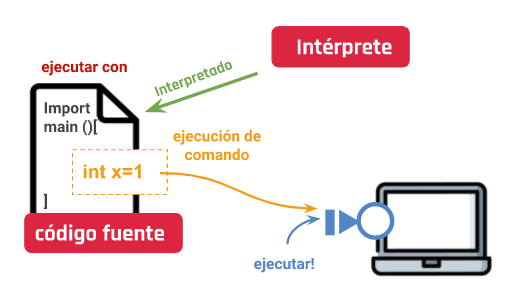 Intérprete
ejecutar con
Interpretado
Import
main ()[
ejecución de
comando
int x=1
]
código fuente
ejecutar!